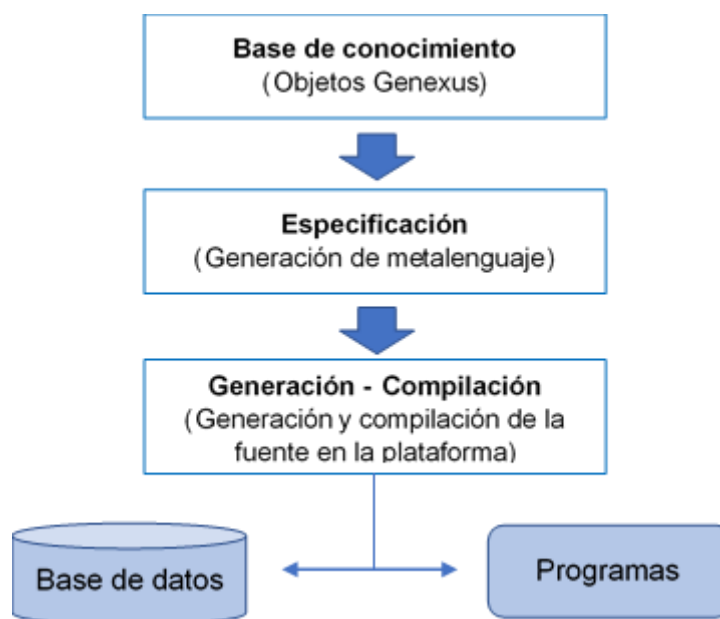 Base de conocimiento
(Objetos Genexus)
Especificación
(Generación de metalenguaje)
Generación - Compilación
(Generación y compilación de la
fuente en la plataforma)
Base de datos
Programas